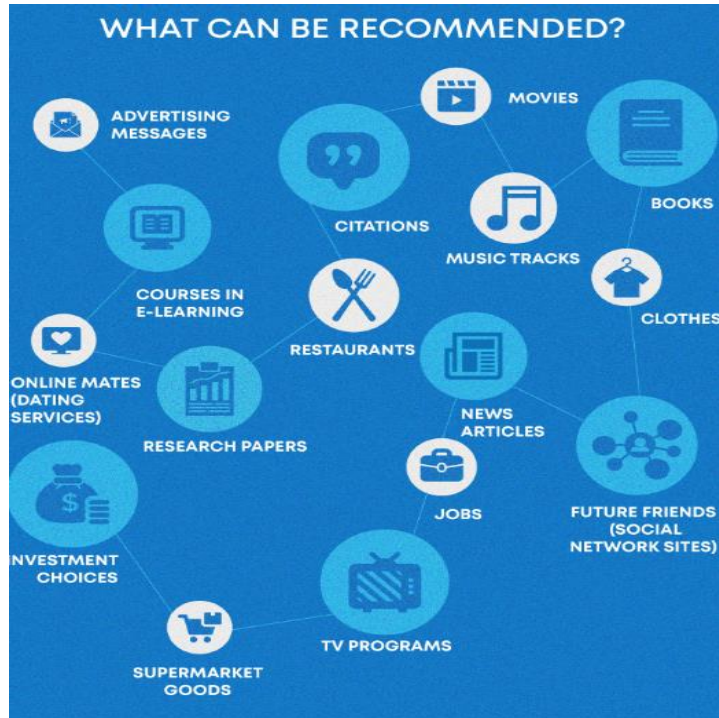 WHAT CAN BE RECOMMENDED?
ADVERTISING
MESSAGES
MOVIES
CITATIONS
BOOKS
MUSIC TRACKS
COURSES IN
E-LEARNING
RESTAURANTS
CLOTHES
ONLINE MATES
(DATING
SERVICES)
RESEARCH PAPERS
NEWS
ARTICLES
JOBS
FUTURE FRIENDS
(SOCIAL
NETWORK SITES)
INVESTMENT
CHOICES
TV PROGRAMS
SUPERMARKET
GOODS